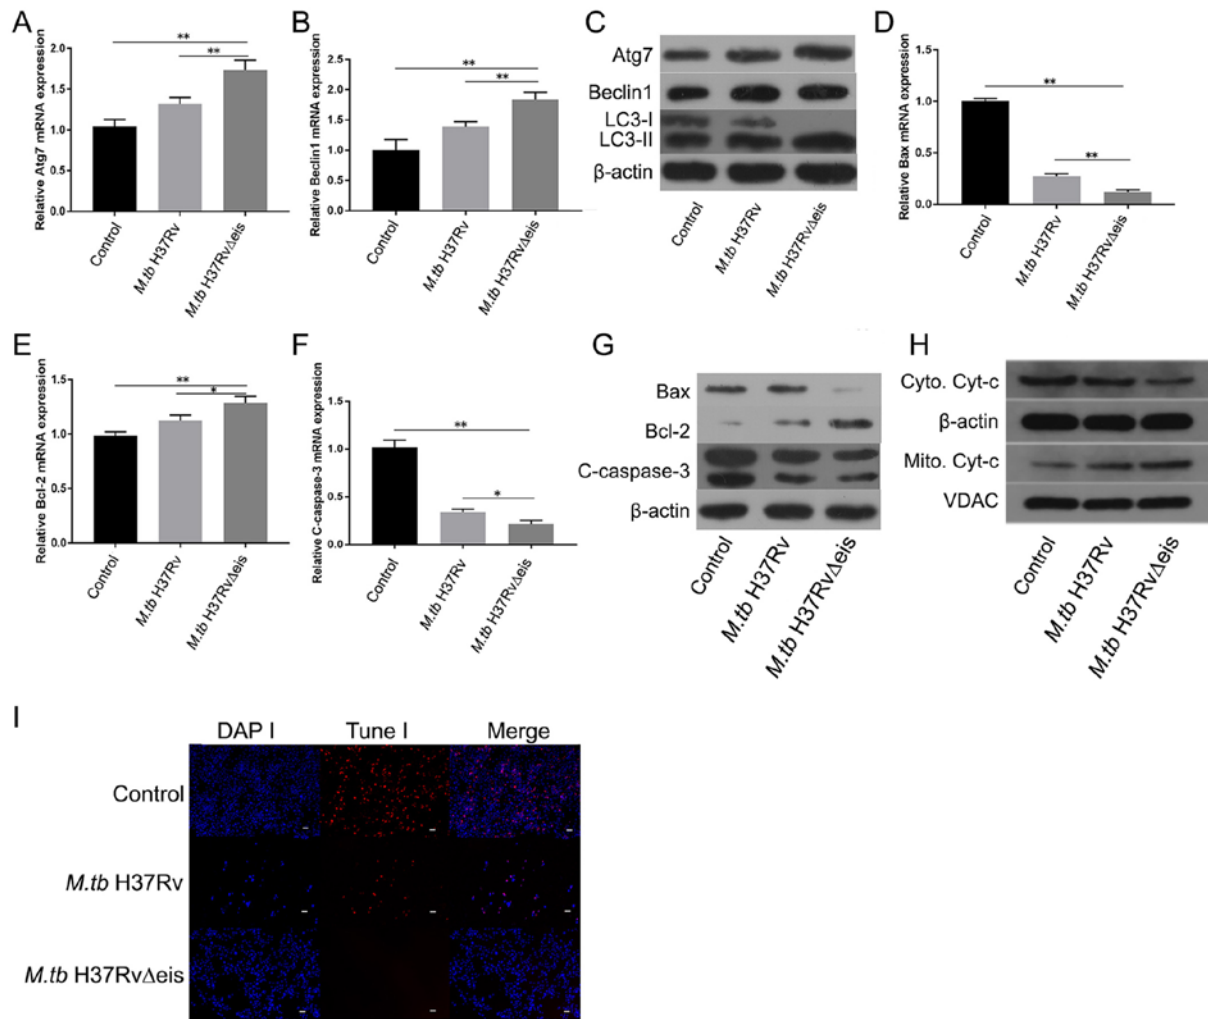 A
Relative Atg7 mRNA expression
2.0
1.5
1.0
0.5
0.0
**
**
Control
M.tb H37Rv
M.tb H37RvΔeis
B
Relative Beclin1 mRNA expression
2.5
2.0
1.5
1.0
0.5
0.0
**
**
Control
M.tb H37Rv
M.tb H37RvΔeis
C
Atg7
Beclin1
LC3-I
LC3-II
β-actin
Control
M.tb H37Rv
M.tb H37RvΔeis
D
Relative Bax mRNA expression
1.5
1.0
0.5
0.0
**
**
Control
M.tb H37Rv
M.tb H37RvΔeis
E
Relative Bcl-2 mRNA expression
1.5
1.0
0.5
0.0
**
*
Control
M.tb H37Rv
M.tb H37RvΔeis
F
Relative C-caspase-3 mRNA expression
1.5
1.0
0.5
0.0
**
*
Control
M.tb H37Rv
M.tb H37RvΔeis
G
Bax
Bcl-2
C-caspase-3
β-actin
Control
M.tb H37Rv
M.tb H37RvΔeis
H
Cyto. Cyt-c
β-actin
Mito. Cyt-c
VDAC
Control
M.tb H37Rv
M.tb H37RvΔeis
I
DAP I Tune I Merge
Control
M.tb H37Rv
M.tb H37RvΔeis